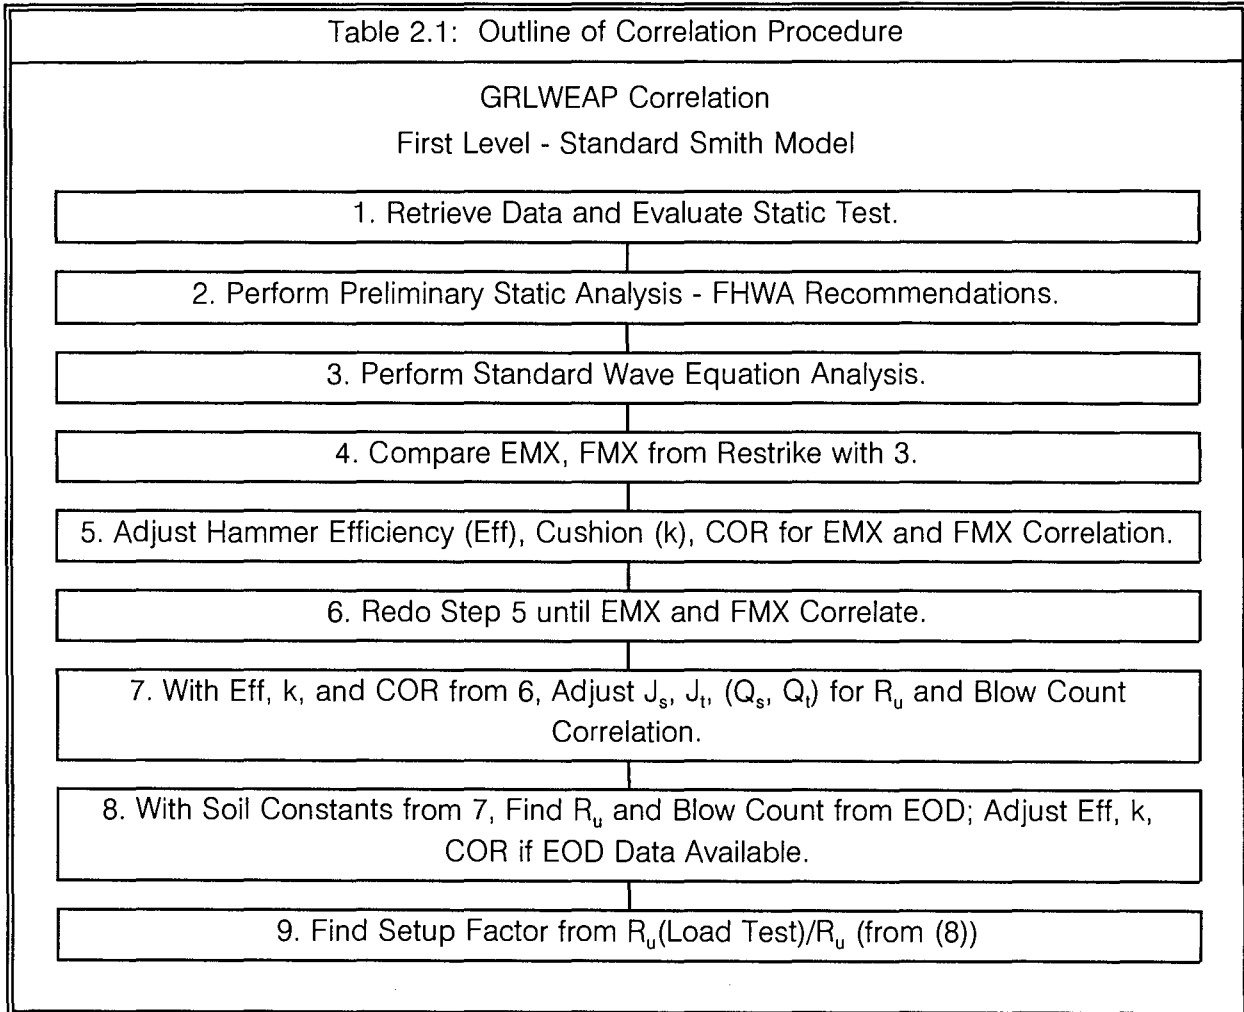 Table 2.1: Outline of Correlation Procedure
GRLWEAP Correlation
First Level - Standard Smith Model
1. Retrieve Data and Evaluate Static Test.
2. Perform Preliminary Static Analysis - FHWA Recommendations.
3. Perform Standard Wave Equation Analysis.
4. Compare EMX, FMX from Restrike with 3.
5. Adjust Hammer Efficiency (Eff), Cushion (k), COR for EMX and FMX Correlation.
6. Redo Step 5 until EMX and FMX Correlate.
7. With Eff, k, and COR from 6, Adjust Jₛ, Jₜ, (Qₛ, Qₜ) for Rᵤ and Blow Count
Correlation.
8. With Soil Constants from 7, Find Rᵤ and Blow Count from EOD; Adjust Eff, k,
COR if EOD Data Available.
9. Find Setup Factor from Rᵤ(Load Test)/Rᵤ (from (8))